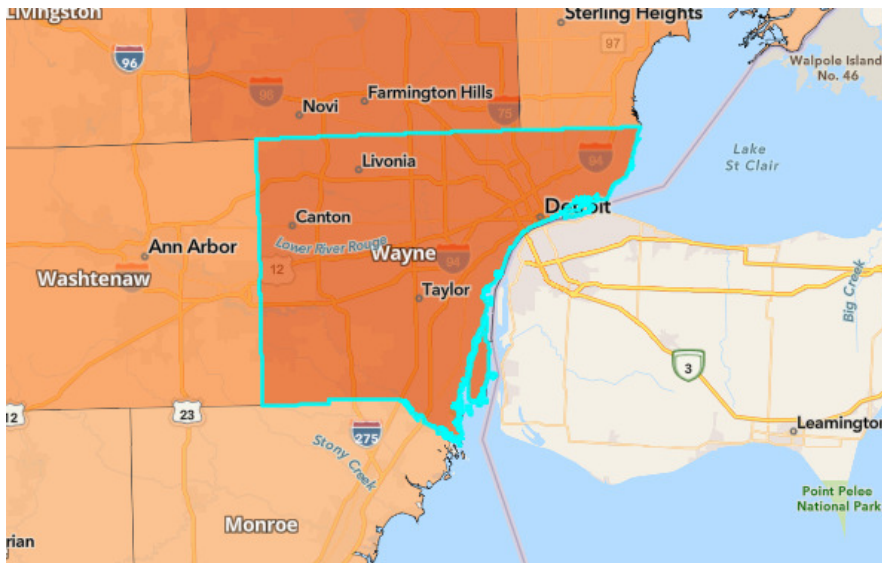 Livingston
Sterling Heights
97
96
Walpole Island
No. 46
Farmington Hills
96
Novi
75
Lake
St Clair
94
Livonia
Detroit
Canton
Ann Arbor
Lower River Rouge
Wayne
94
12
Washtenaw
Taylor
Big Creek
3
12
23
Leamington
275
Stony Creek
Point Pelee
National Park
Monroe
rian